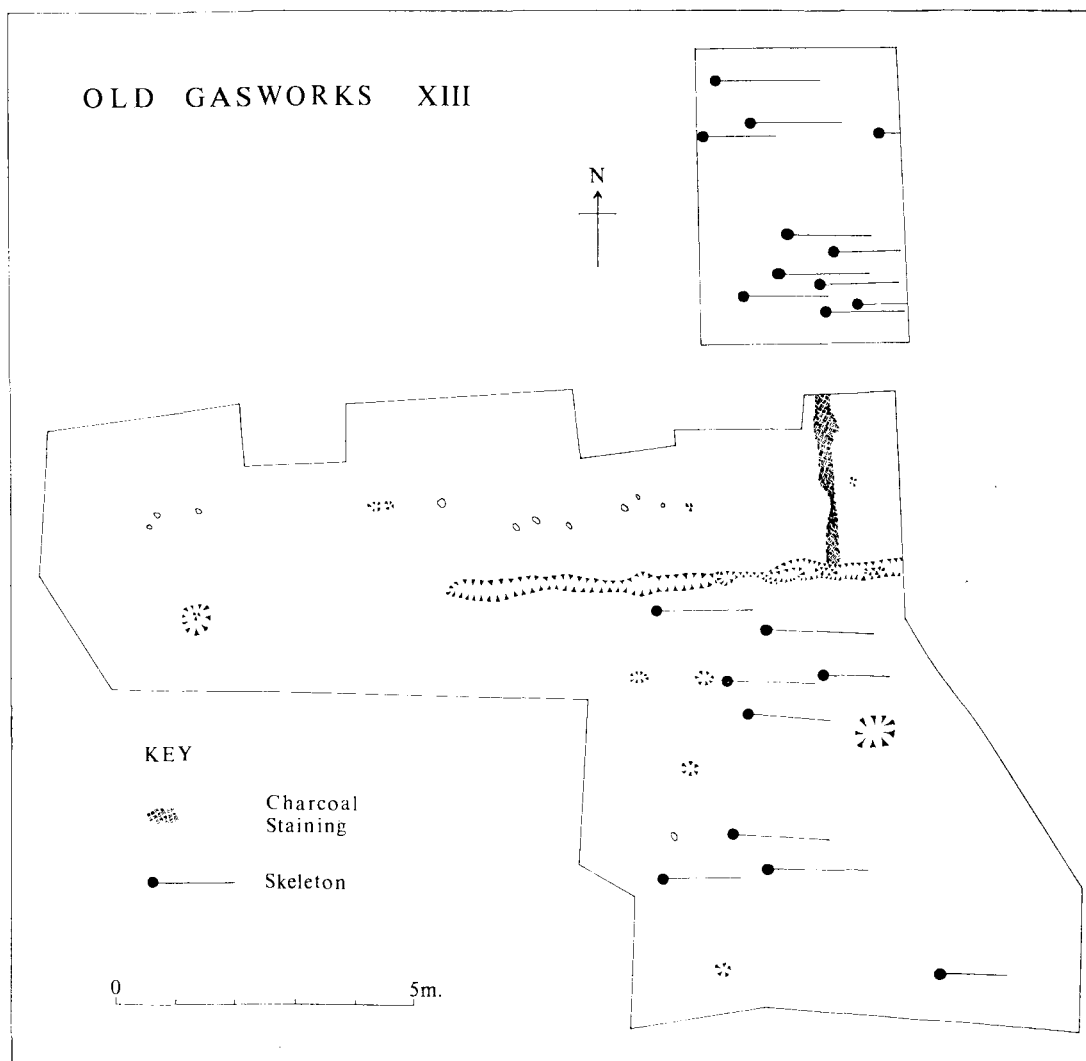 OLD GASWORKS XIII
N
KEY
Charcoal
Staining
Skeleton
0 5m.